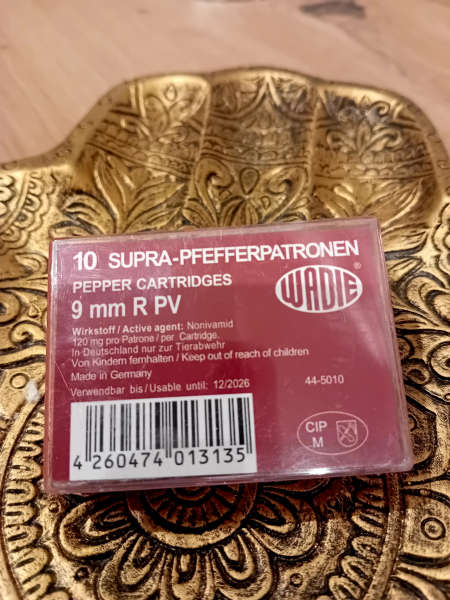 10 SUPRA-PFEFFERPATRONEN
PEPPER CARTRIDGES
9 mm R PV
WADIE®
Wirkstoff / Active agent: Nonivamid
120 mg pro Patrone / per Cartridge.
In Deutschland nur zur Tierabwehr
Von Kindern fernhalten / Keep out of reach of children
Made in Germany
44-5010
Verwendbar bis / Usable until: 12/2026
4 260474 013135
CIP
M